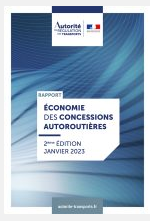 Autorité
DE RÉGULATION
DES TRANSPORTS
RAPPORT
ÉCONOMIE
DES CONCESSIONS
AUTOROUTIÈRES
2ème ÉDITION
JANVIER 2023
autorite-transports.fr